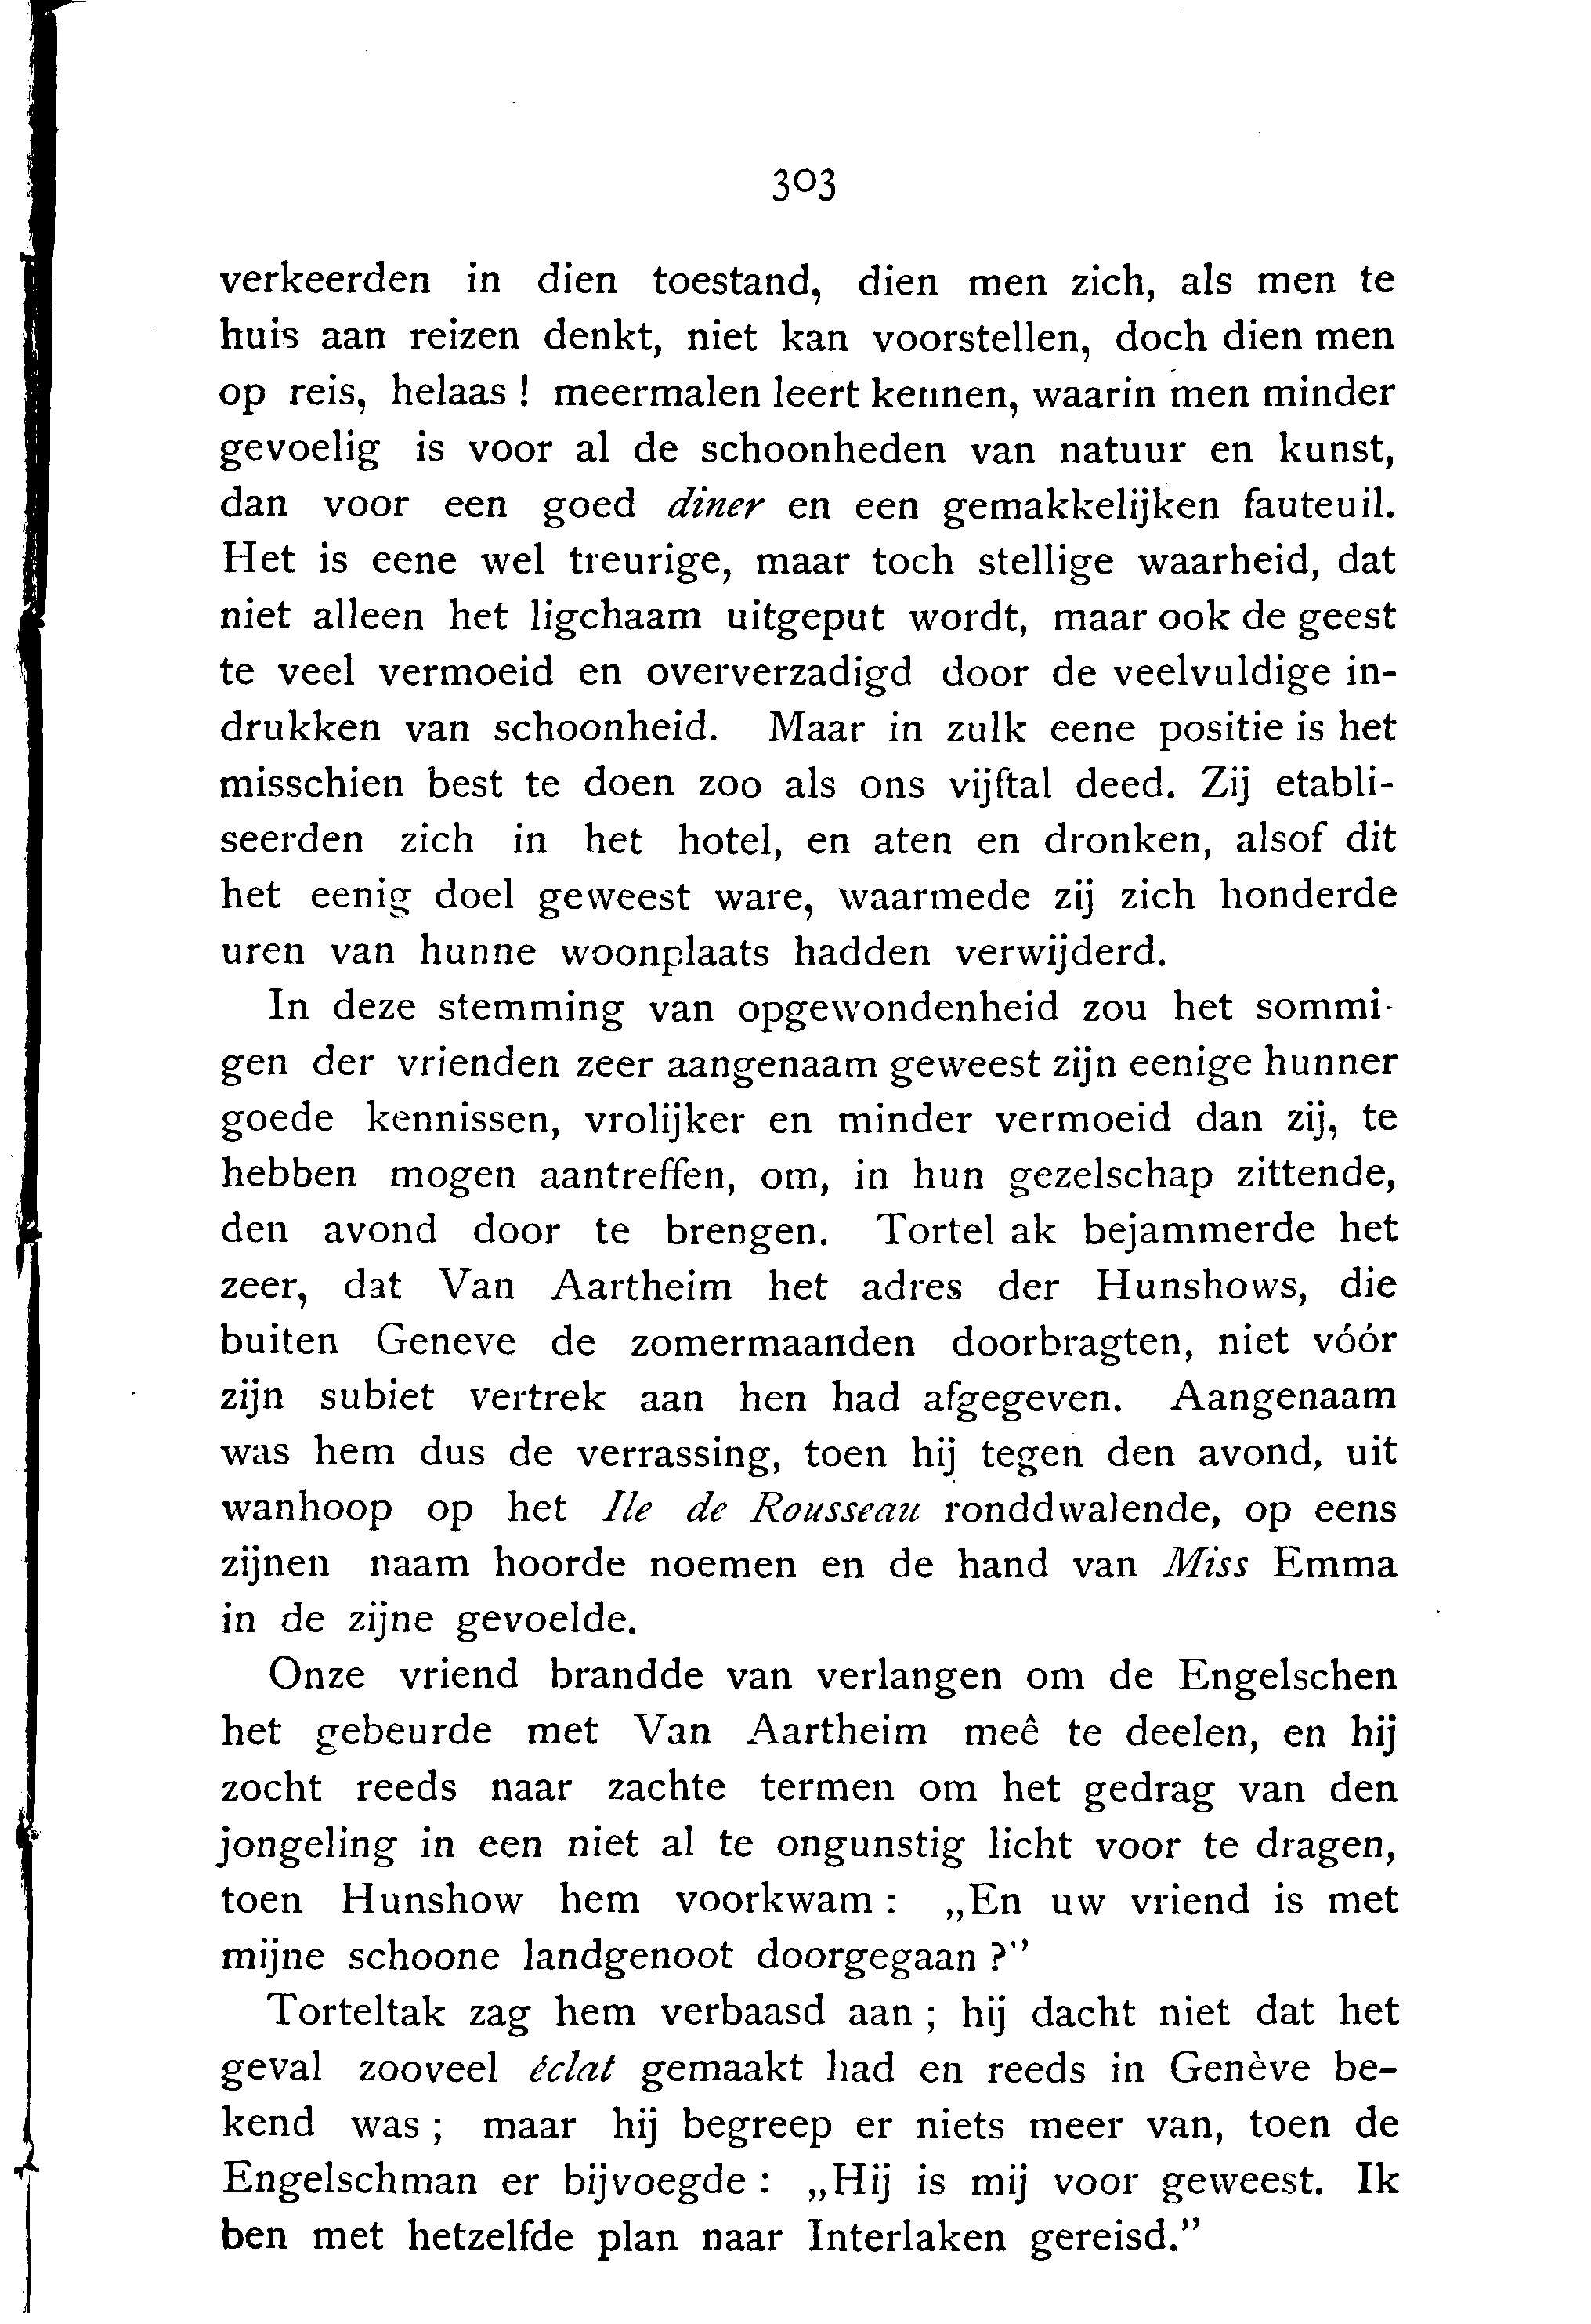 303
verkeerden in dien toestand, dien men zich, als men te
huis aan reizen denkt, niet kan voorstellen, doch dien men
op reis, helaas ! meermalen leert kennen, waarin men minder
gevoelig is voor al de schoonheden van natuur en kunst,
dan voor een goed diner en een gemakkelijken fauteuil.
Het is eene wel treurige, maar toch stellige waarheid, dat
niet alleen het ligchaam uitgeput wordt, maar ook de geest
te veel vermoeid en oververzadigd door de veelvuldige in-
drukken van schoonheid. Maar in zulk eene positie is het
misschien best te doen zoo als ons vijftal deed. Zij etabli-
seerden zich in het hotel, en aten en dronken, alsof dit
het eenig doel geweest ware, waarmede zij zich honderde
uren van hunne woonplaats hadden verwijderd.
In deze stemming van opgewondenheid zou het sommi-
gen der vrienden zeer aangenaam geweest zijn eenige hunner
goede kennissen, vrolijker en minder vermoeid dan zij, te
hebben mogen aantreffen, om, in hun gezelschap zittende,
den avond door te brengen. Tortel ak bejammerde het
zeer, dat Van Aartheim het adres der Hunshows, die
buiten Geneve de zomermaanden doorbragten, niet vóór
zijn subiet vertrek aan hen had afgegeven. Aangenaam
was hem dus de verrassing, toen hij tegen den avond, uit
wanhoop op het Ile de Rousseau ronddwalende, op eens
zijnen naam hoorde noemen en de hand van Miss Emma
in de zijne gevoelde.
Onze vriend brandde van verlangen om de Engelschen
het gebeurde met Van Aartheim meê te deelen, en hij
zocht reeds naar zachte termen om het gedrag van den
jongeling in een niet al te ongunstig licht voor te dragen,
toen Hunshow hem voorkwam : „En uw vriend is met
mijne schoone landgenoot doorgegaan ?"
Torteltak zag hem verbaasd aan ; hij dacht niet dat het
geval zooveel éclat gemaakt had en reeds in Genève be-
kend was ; maar hij begreep er niets meer van, toen de
Engelschman er bijvoegde : „Hij is mij voor geweest. Ik
ben met hetzelfde plan naar Interlaken gereisd."